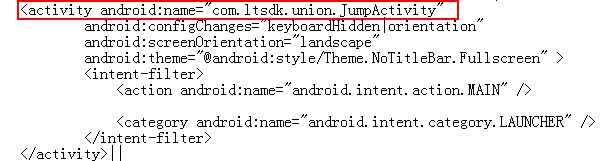 <activity android:name="com.ltsdk.union.JumpActivity"
android:configChanges="keyboardHidden|orientation"
android:screenOrientation="landscape"
android:theme="@android:style/Theme.NoTitleBar.Fullscreen" >
<intent-filter>
<action android:name="android.intent.action.MAIN" />
<category android:name="android.intent.category.LAUNCHER" />
</intent-filter>
</activity>||